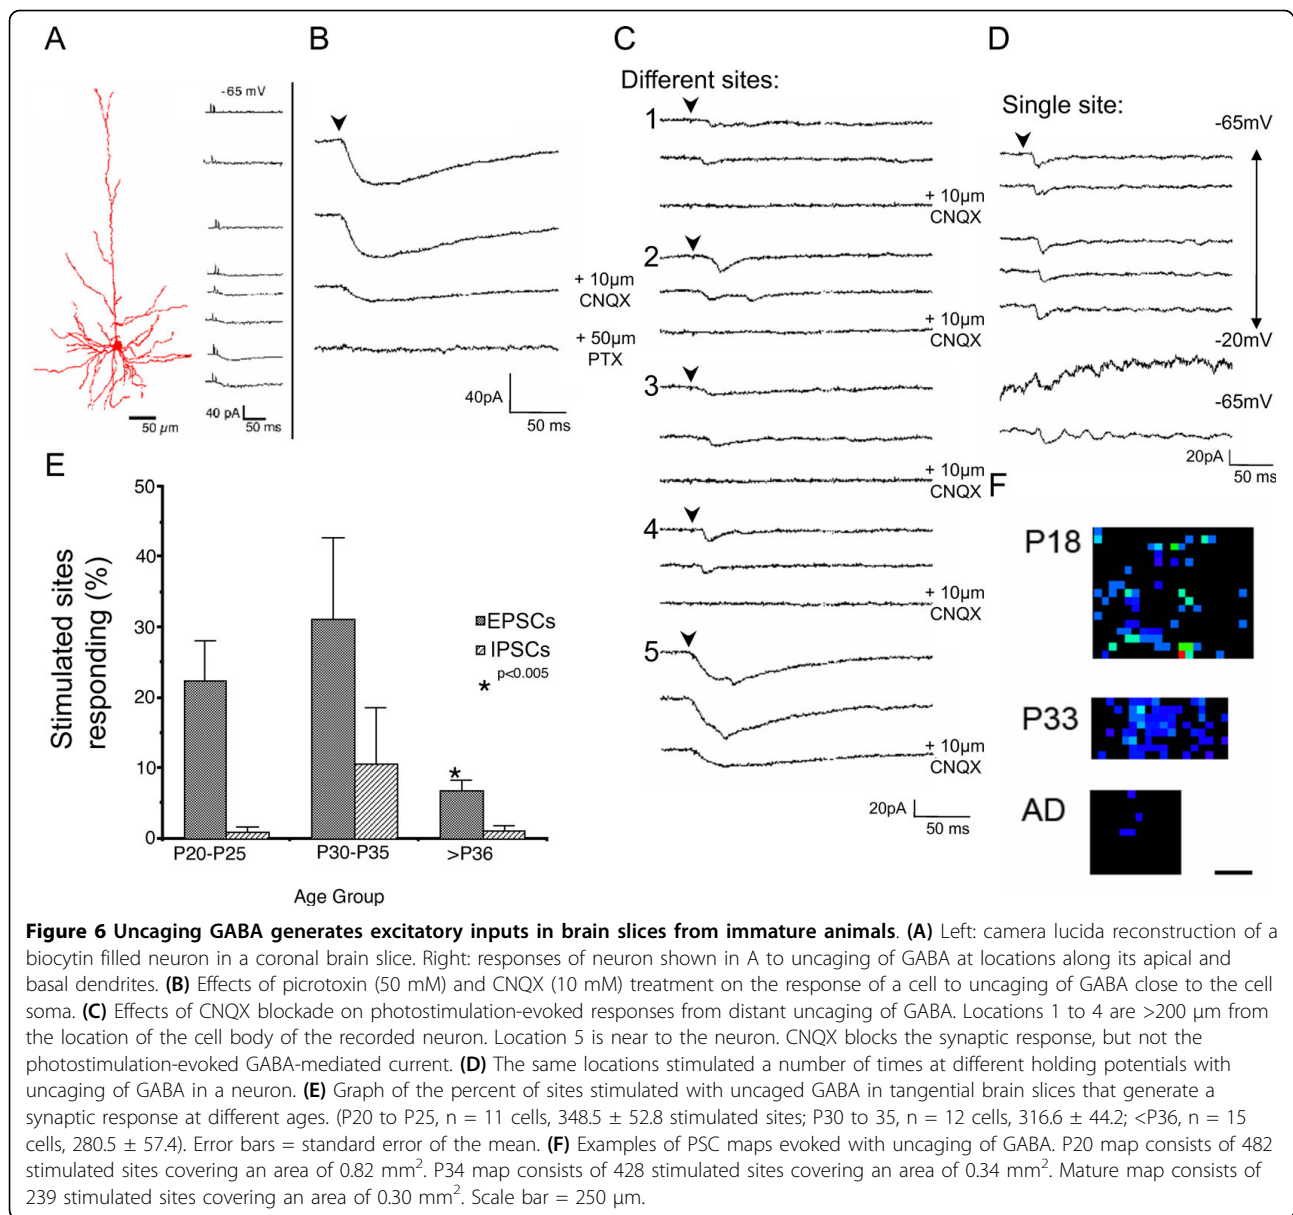 A
B
C
D
-65 mV
40 pA
50 ms
50 µm
+ 10µm
CNQX
+ 50µm
PTX
40pA
50 ms
Different sites:
1
+ 10µm
CNQX
2
+ 10µm
CNQX
3
+ 10µm
CNQX
4
+ 10µm
CNQX
5
+ 10µm
CNQX
20pA
50 ms
Single site:
-65mV
-20mV
-65mV
20pA
50 ms
E
Stimulated sites
responding (%)
50
40
30
20
10
0
EPSCs
IPSCs
p<0.005
*
*
P20-P25
P30-P35
>P36
Age Group
F
P18
P33
AD
Figure 6 Uncaging GABA generates excitatory inputs in brain slices from immature animals. (A) Left: camera lucida reconstruction of a
biocytin filled neuron in a coronal brain slice. Right: responses of neuron shown in A to uncaging of GABA at locations along its apical and
basal dendrites. (B) Effects of picrotoxin (50 mM) and CNQX (10 mM) treatment on the response of a cell to uncaging of GABA close to the cell
soma. (C) Effects of CNQX blockade on photostimulation-evoked responses from distant uncaging of GABA. Locations 1 to 4 are >200 µm from
the location of the cell body of the recorded neuron. Location 5 is near to the neuron. CNQX blocks the synaptic response, but not the
photostimulation-evoked GABA-mediated current. (D) The same locations stimulated a number of times at different holding potentials with
uncaging of GABA in a neuron. (E) Graph of the percent of sites stimulated with uncaged GABA in tangential brain slices that generate a
synaptic response at different ages. (P20 to P25, n = 11 cells, 348.5 ± 52.8 stimulated sites; P30 to 35, n = 12 cells, 316.6 ± 44.2; <P36, n = 15
cells, 280.5 ± 57.4). Error bars = standard error of the mean. (F) Examples of PSC maps evoked with uncaging of GABA. P20 map consists of 482
stimulated sites covering an area of 0.82 mm². P34 map consists of 428 stimulated sites covering an area of 0.34 mm². Mature map consists of
239 stimulated sites covering an area of 0.30 mm². Scale bar = 250 µm.